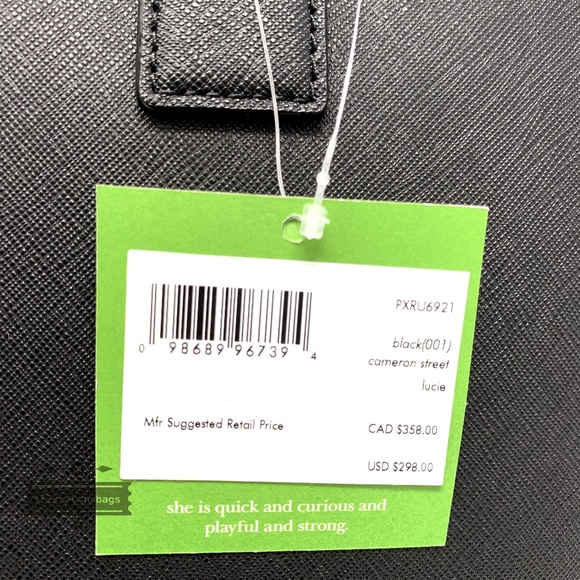 PXRU6921
0 98689 96739 4
black(001)
cameron street
lucie
Mfr Suggested Retail Price
CAD $358.00
USD $298.00
she is quick and curious and
playful and strong.